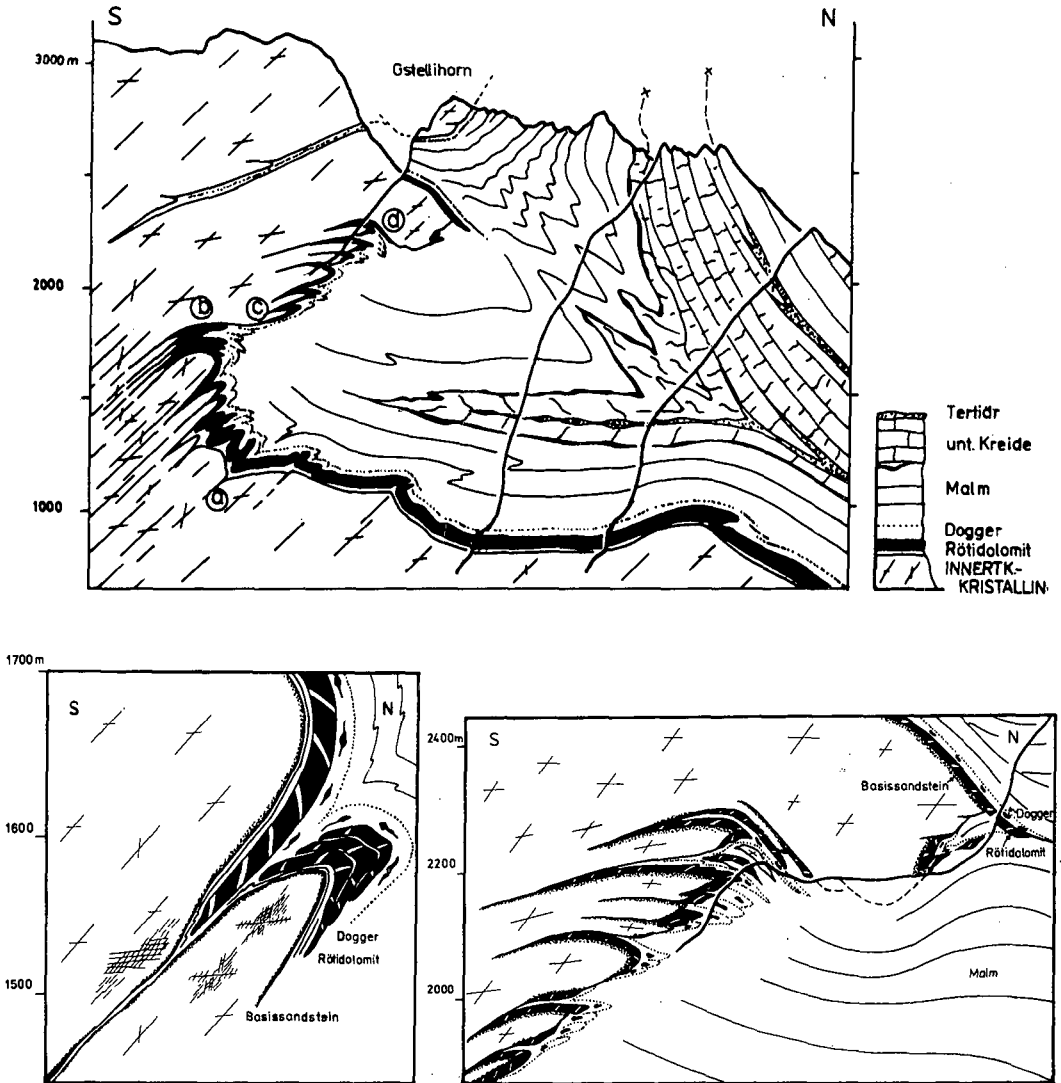 S
N
3000 m
Gstellihorn
2000
1000
d
b
c
a
Tertiär
unt. Kreide
Malm
Dogger
Rötidolomit
INNERTK.-
KRISTALLIN
1700 m
S
N
1600
1500
Dogger
Rötidolomit
Basissandstein
2400m
S
N
Basissandstein
Dogger
Rötidolomit
2200
2000
Malm